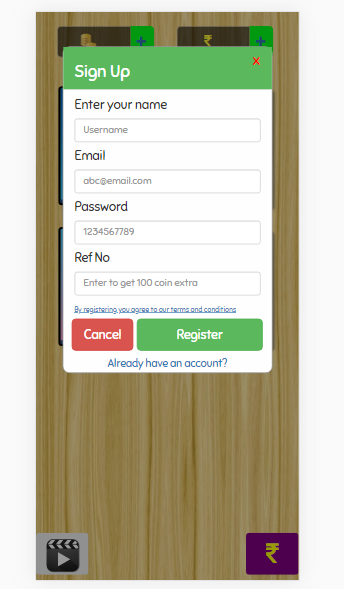 +
₹
+
x
Sign Up
Enter your name
Username
Email
abc@email.com
Password
1234567789
Ref No
Enter to get 100 coin extra
By registering you agree to our terms and conditions
Cancel
Register
Already have an account?
₹